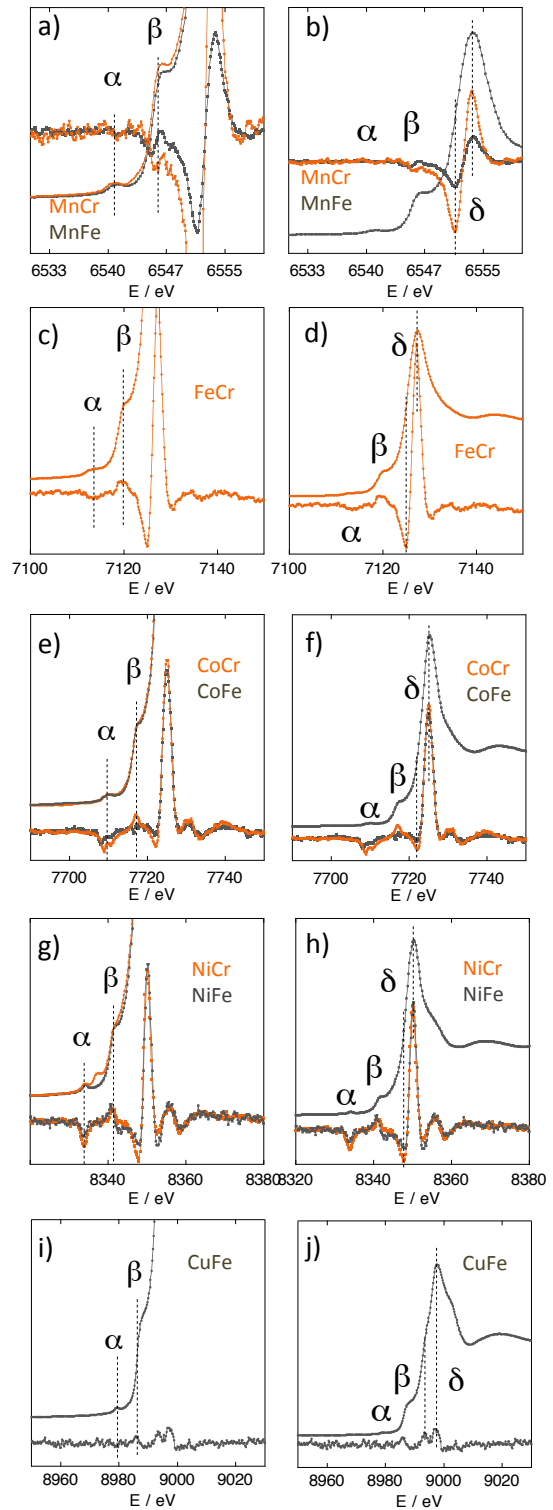 a)
β
α
MnCr
MnFe
6533 6540 6547 6555
E / eV
b)
α
β
MnCr
MnFe
δ
6533 6540 6547 6555
E / eV
c)
β
α
FeCr
7100 7120 7140
E / eV
d)
δ
β
FeCr
α
7100 7120 7140
E / eV
e)
β
CoCr
CoFe
α
7700 7720 7740
E / eV
f)
CoCr
δ
CoFe
β
α
7700 7720 7740
E / eV
g)
NiCr
β
NiFe
α
8340 8360 8380
E / eV
h)
NiCr
δ
NiFe
β
α
8320 8340 8360 8380
E / eV
i)
CuFe
β
α
8960 8980 9000 9020
E / eV
j)
CuFe
β
δ
α
8960 8980 9000 9020
E / eV